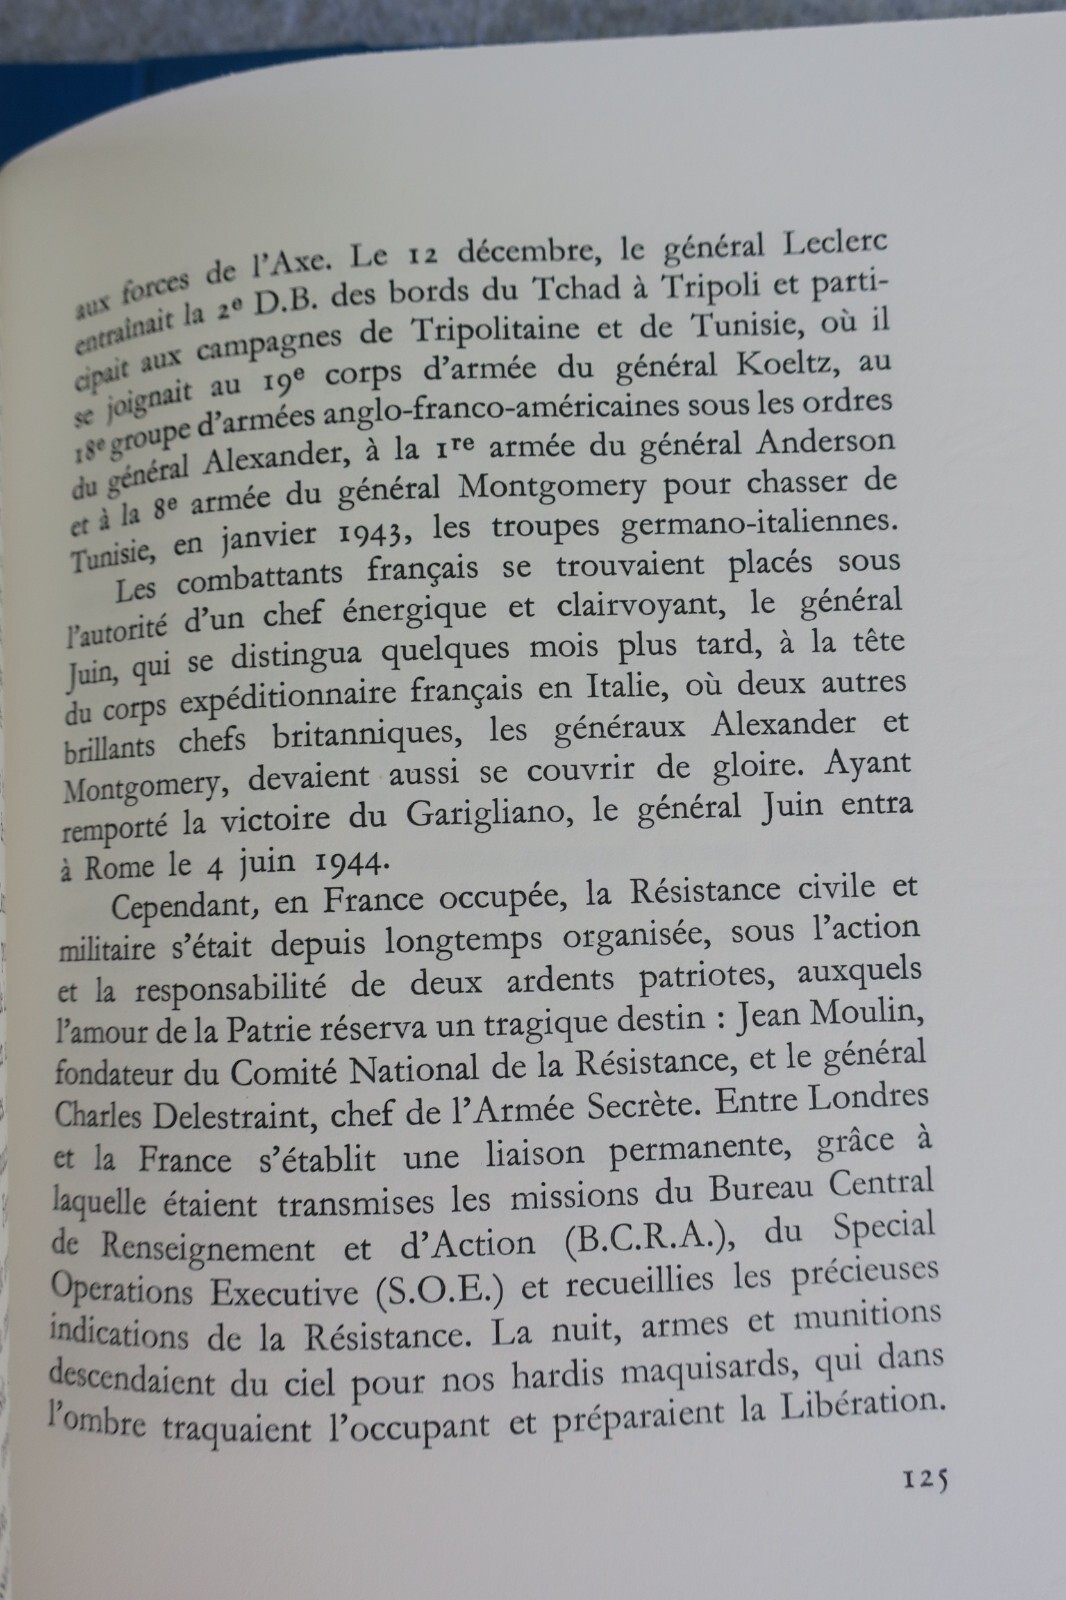 aux forces de l'Axe. Le 12 décembre, le général Leclerc
entraînait la 2e D.B. des bords du Tchad à Tripoli et parti-
cipait aux campagnes de Tripolitaine et de Tunisie, où il
se joignait au 19e corps d'armée du général Koeltz, au
18e groupe d'armées anglo-franco-américaines sous les ordres
du général Alexander, à la 1re armée du général Anderson
et à la 8e armée du général Montgomery pour chasser de
Tunisie, en janvier 1943, les troupes germano-italiennes.
Les combattants français se trouvaient placés sous
l'autorité d'un chef énergique et clairvoyant, le général
Juin, qui se distingua quelques mois plus tard, à la tête
du corps expéditionnaire français en Italie, où deux autres
brillants chefs britanniques, les généraux Alexander et
Montgomery, devaient aussi se couvrir de gloire. Ayant
remporté la victoire du Garigliano, le général Juin entra
à Rome le 4 juin 1944.
Cependant, en France occupée, la Résistance civile et
militaire s'était depuis longtemps organisée, sous l'action
et la responsabilité de deux ardents patriotes, auxquels
l'amour de la Patrie réserva un tragique destin : Jean Moulin,
fondateur du Comité National de la Résistance, et le général
Charles Delestraint, chef de l'Armée Secrète. Entre Londres
et la France s'établit une liaison permanente, grâce à
laquelle étaient transmises les missions du Bureau Central
de Renseignement et d'Action (B.C.R.A.), du Special
Operations Executive (S.O.E.) et recueillies les précieuses
indications de la Résistance. La nuit, armes et munitions
descendaient du ciel pour nos hardis maquisards, qui dans
l'ombre traquaient l'occupant et préparaient la Libération.
125